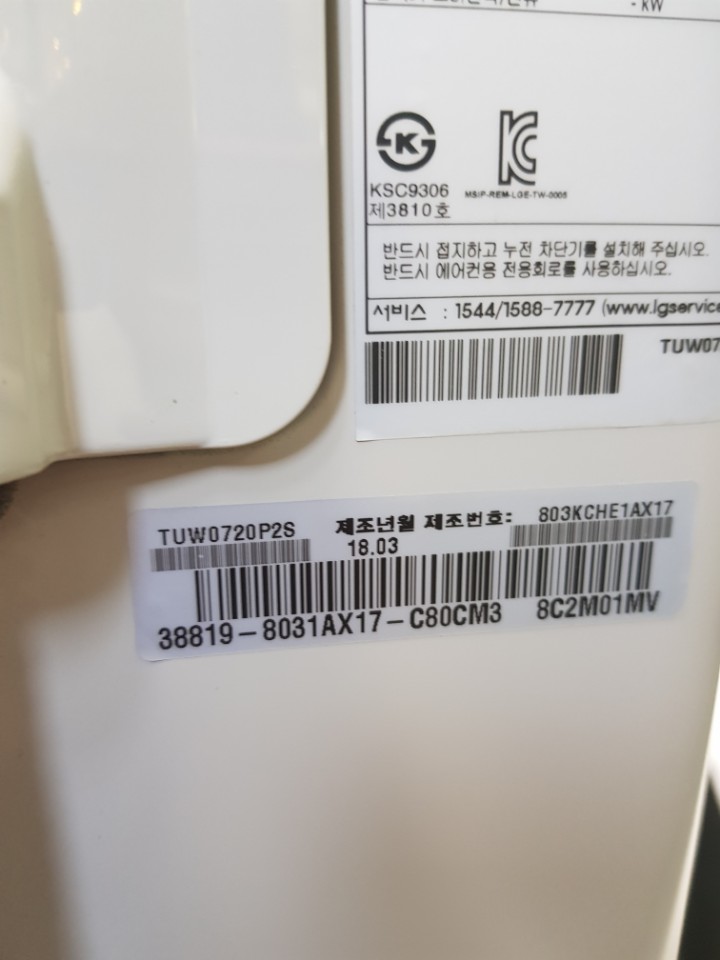 - kW
K
KSC9306
제3810호
MSIP-REM-LGE-TW-0005
반드시 접지하고 누전 차단기를 설치해 주십시오.
반드시 에어컨용 전용회로를 사용하십시오.
서비스 : 1544/1588-7777 (www.lgservice
TUW07
TUW0720P2S 제조년월 제조번호: 803KCHE1AX17
18.03
38819-8031AX17-C80CM3 8C2M01MV